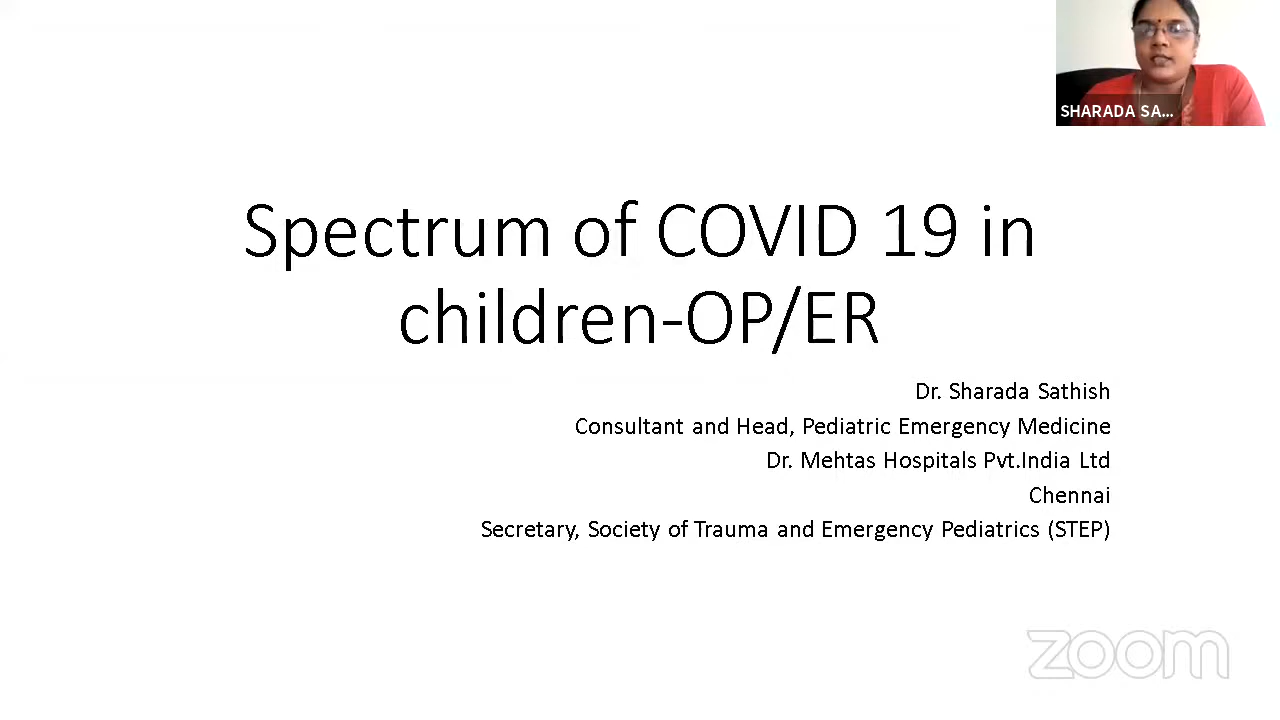 SHARADA SA...
Spectrum of COVID 19 in
children-OP/ER
Dr. Sharada Sathish
Consultant and Head, Pediatric Emergency Medicine
Dr. Mehtas Hospitals Pvt.India Ltd
Chennai
Secretary, Society of Trauma and Emergency Pediatrics (STEP)
zoom